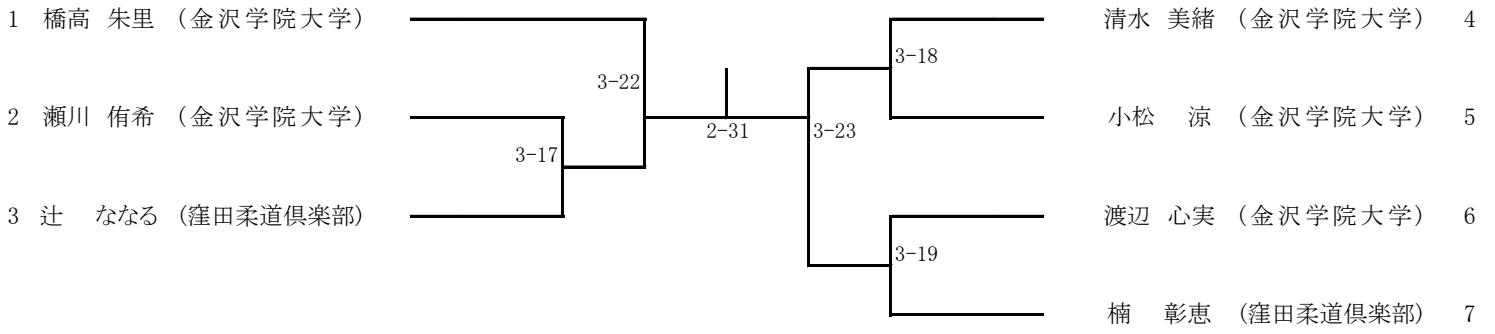 1 橋高 朱里 (金沢学院大学)
2 瀬川 侑希 (金沢学院大学)
3 辻 ななる (窪田柔道倶楽部)
3-17
3-22
2-31
3-23
3-18
3-19
清水 美緒 (金沢学院大学) 4
小松 涼 (金沢学院大学) 5
渡辺 心実 (金沢学院大学) 6
楠 彰恵 (窪田柔道倶楽部) 7